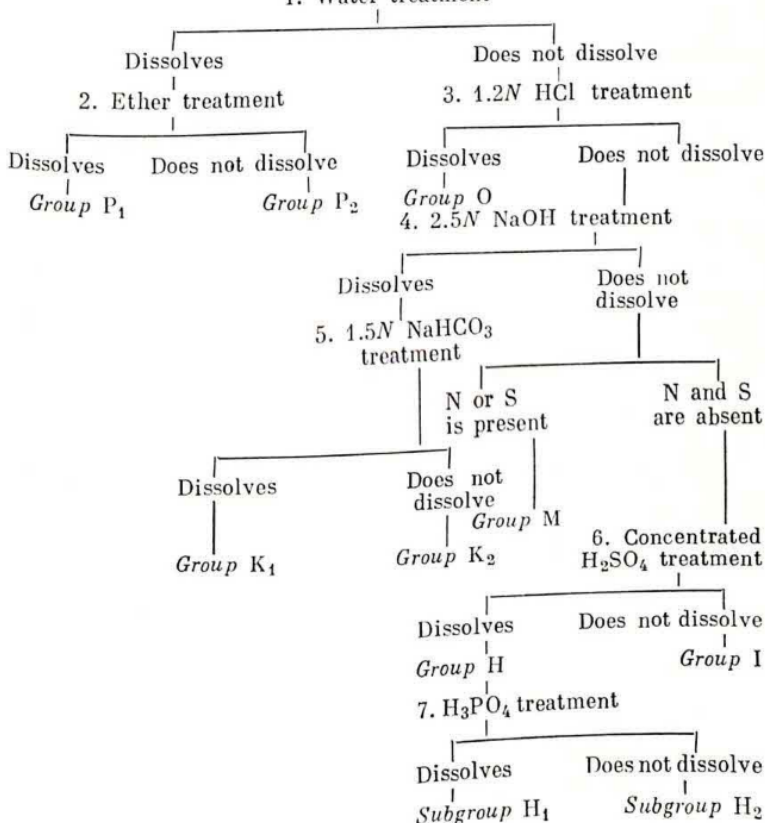 1. Water treatment
Dissolves Does not dissolve
2. Ether treatment 3. 1.2N HCl treatment
Dissolves Does not dissolve Dissolves Does not dissolve
Group P₁ Group P₂ Group O
4. 2.5N NaOH treatment
Dissolves Does not
dissolve
5. 1.5N NaHCO₃
treatment
N or S
is present
N and S
are absent
Dissolves Does not
dissolve
Group M
Group K₁ Group K₂
6. Concentrated
H₂SO₄ treatment
Dissolves Does not dissolve
Group H Group I
7. H₃PO₄ treatment
Dissolves Does not dissolve
Subgroup H₁ Subgroup H₂